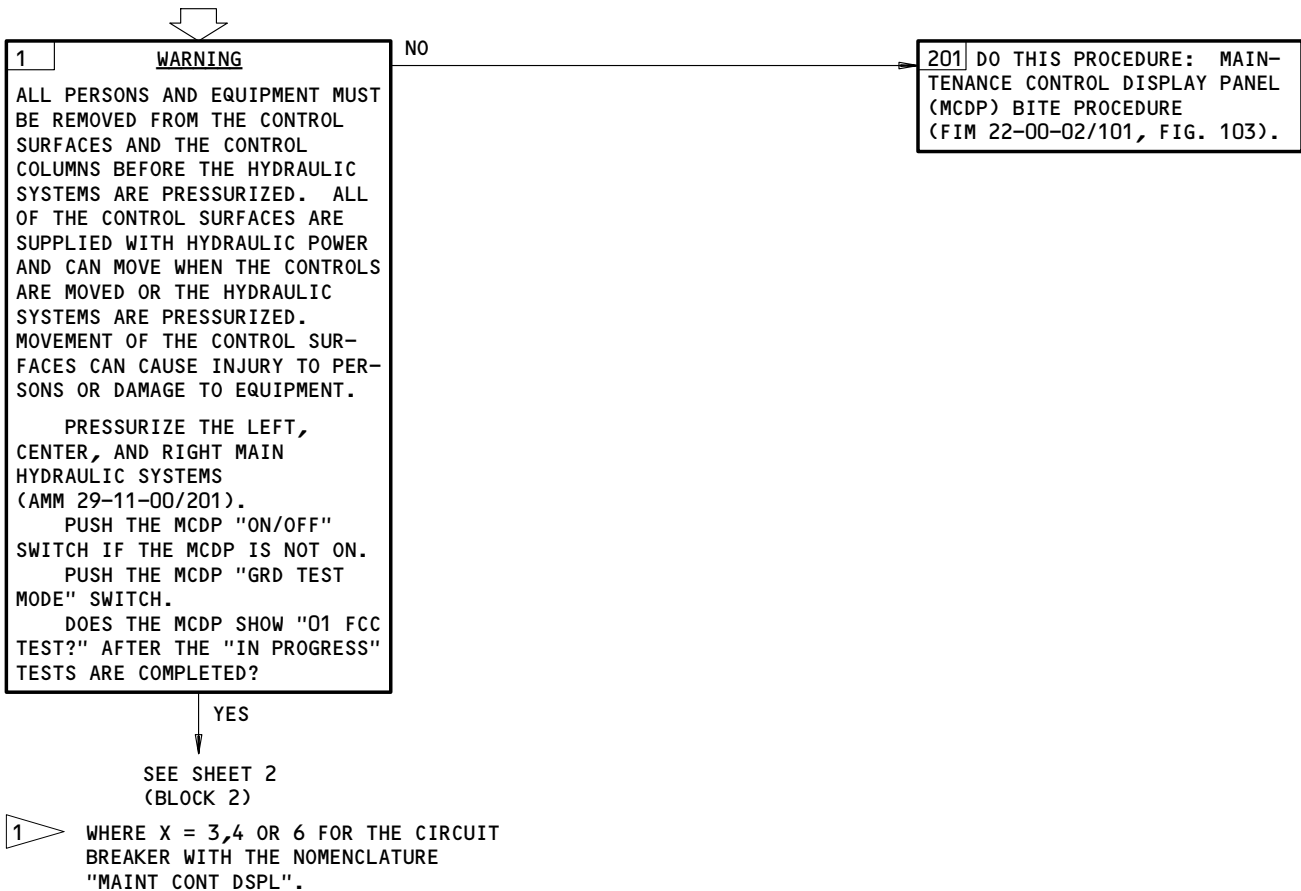 1 WARNING
ALL PERSONS AND EQUIPMENT MUST
BE REMOVED FROM THE CONTROL
SURFACES AND THE CONTROL
COLUMNS BEFORE THE HYDRAULIC
SYSTEMS ARE PRESSURIZED. ALL
OF THE CONTROL SURFACES ARE
SUPPLIED WITH HYDRAULIC POWER
AND CAN MOVE WHEN THE CONTROLS
ARE MOVED OR THE HYDRAULIC
SYSTEMS ARE PRESSURIZED.
MOVEMENT OF THE CONTROL SUR-
FACES CAN CAUSE INJURY TO PER-
SONS OR DAMAGE TO EQUIPMENT.
PRESSURIZE THE LEFT,
CENTER, AND RIGHT MAIN
HYDRAULIC SYSTEMS
(AMM 29-11-00/201).
PUSH THE MCDP "ON/OFF"
SWITCH IF THE MCDP IS NOT ON.
PUSH THE MCDP "GRD TEST
MODE" SWITCH.
DOES THE MCDP SHOW "01 FCC
TEST?" AFTER THE "IN PROGRESS"
TESTS ARE COMPLETED?
NO
201 DO THIS PROCEDURE: MAIN-
TENANCE CONTROL DISPLAY PANEL
(MCDP) BITE PROCEDURE
(FIM 22-00-02/101, FIG. 103).
YES
SEE SHEET 2
(BLOCK 2)
1 WHERE X = 3,4 OR 6 FOR THE CIRCUIT
BREAKER WITH THE NOMENCLATURE
"MAINT CONT DSPL".